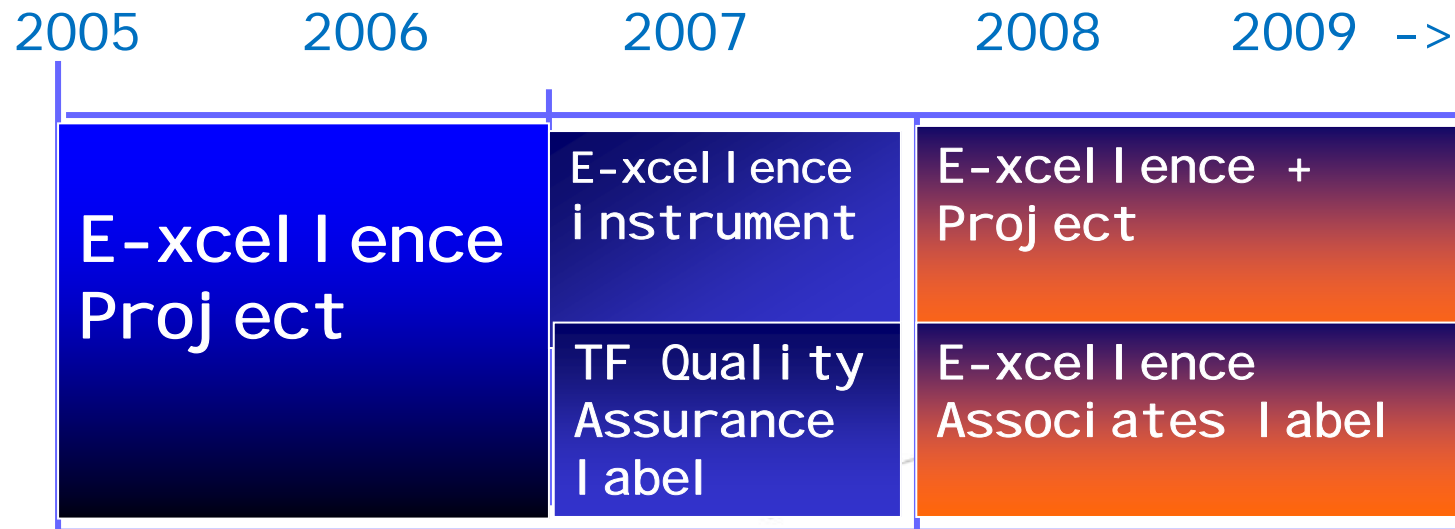 2005 2006 2007 2008 2009 ->
E-xcellence
Project
E-xcellence
instrument
TF Quality
Assurance
label
E-xcellence +
Project
E-xcellence
Associates label